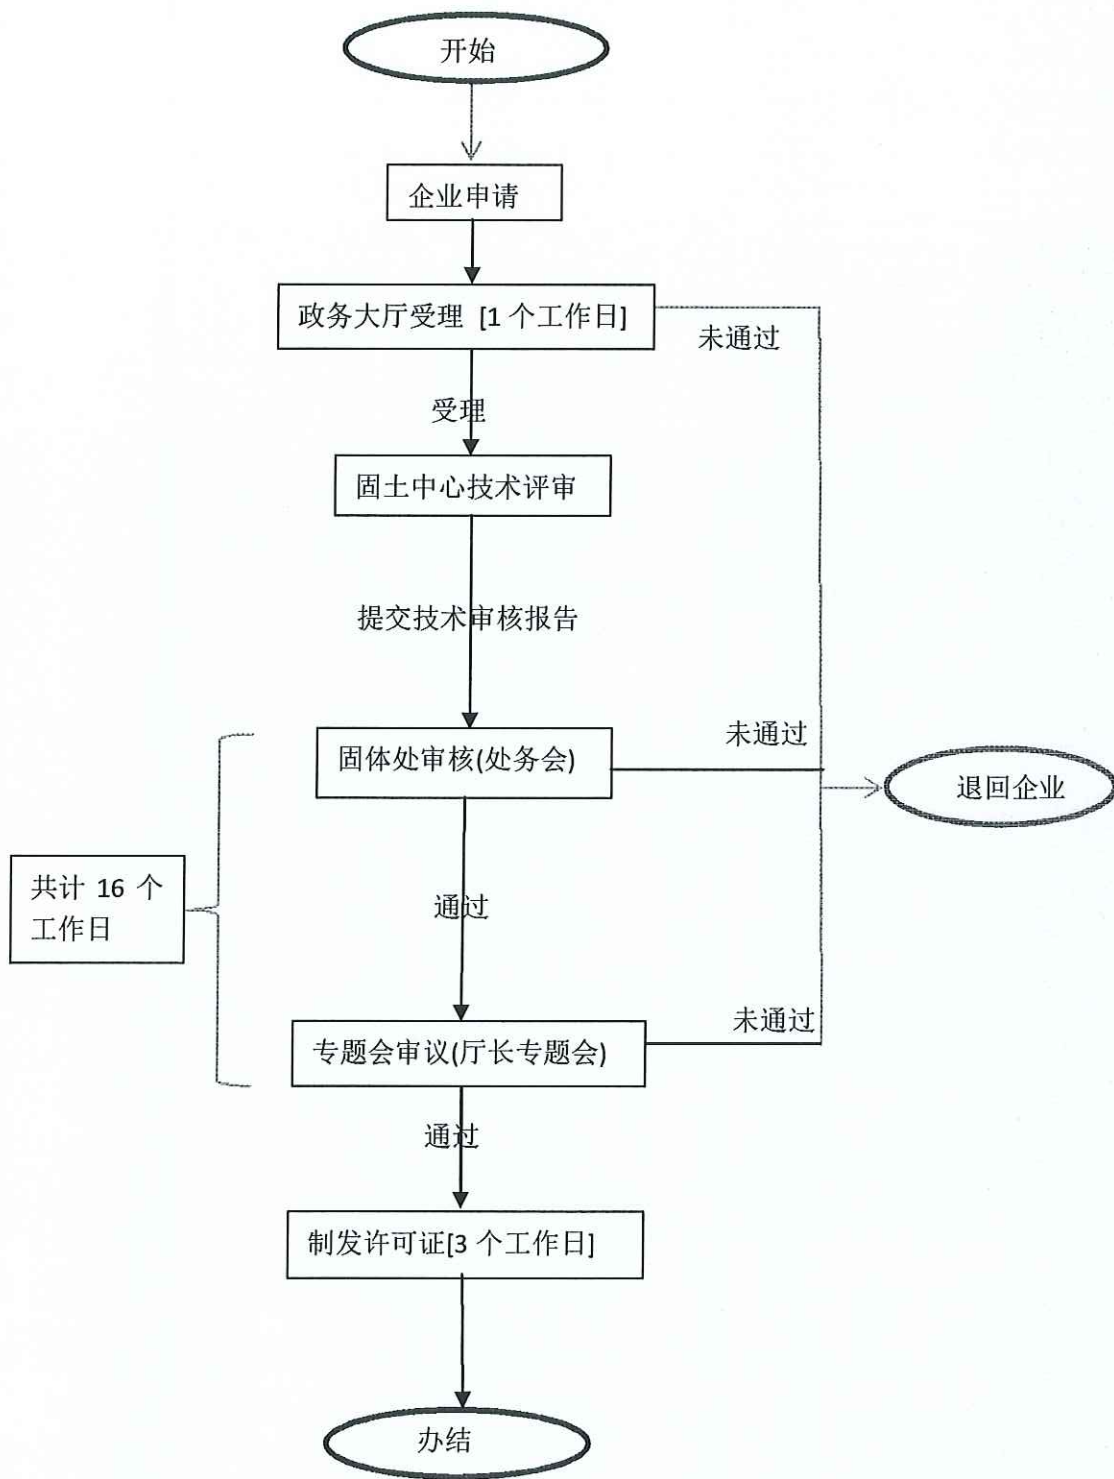 开始
企业申请
政务大厅受理 [1 个工作日]
未通过
受理
固土中心技术评审
提交技术审核报告
固体处审核(处务会)
未通过
退回企业
共计 16 个
工作日
通过
专题会审议(厅长专题会)
未通过
通过
制发许可证[3 个工作日]
办结